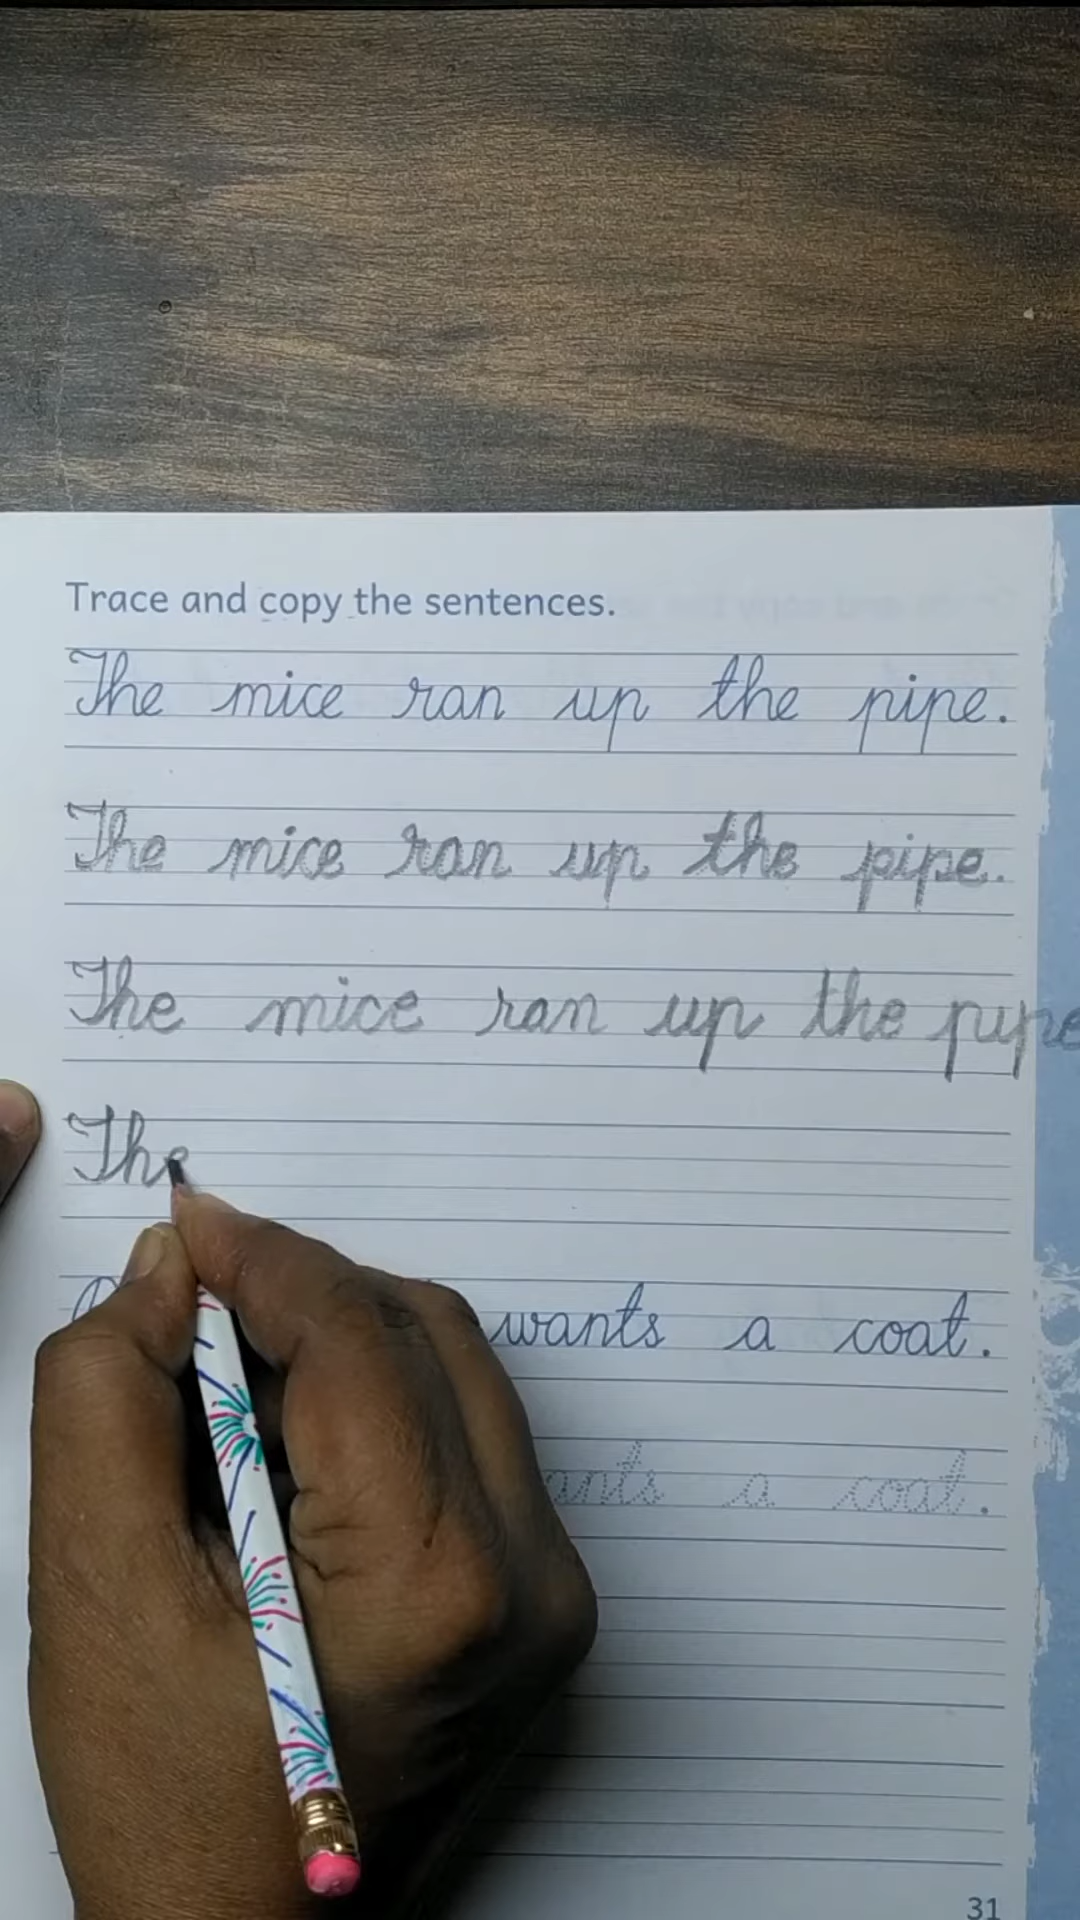 Trace and copy the sentences.
The mice ran up the pipe.
The mice ran up the pipe.
The mice ran up the pipe
The
wants a coat.
a coat.
31